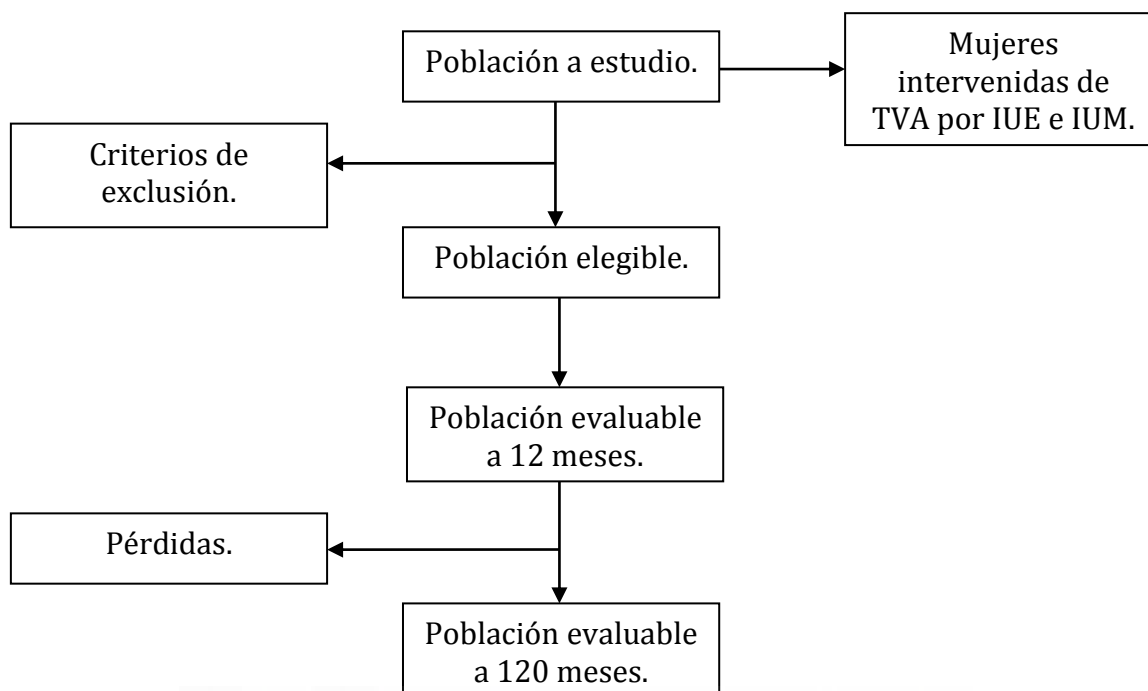 Población a estudio.
Mujeres
intervenidas de
TVA por IUE e IUM.
Criterios de
exclusión.
Población elegible.
Población evaluable
a 12 meses.
Pérdidas.
Población evaluable
a 120 meses.